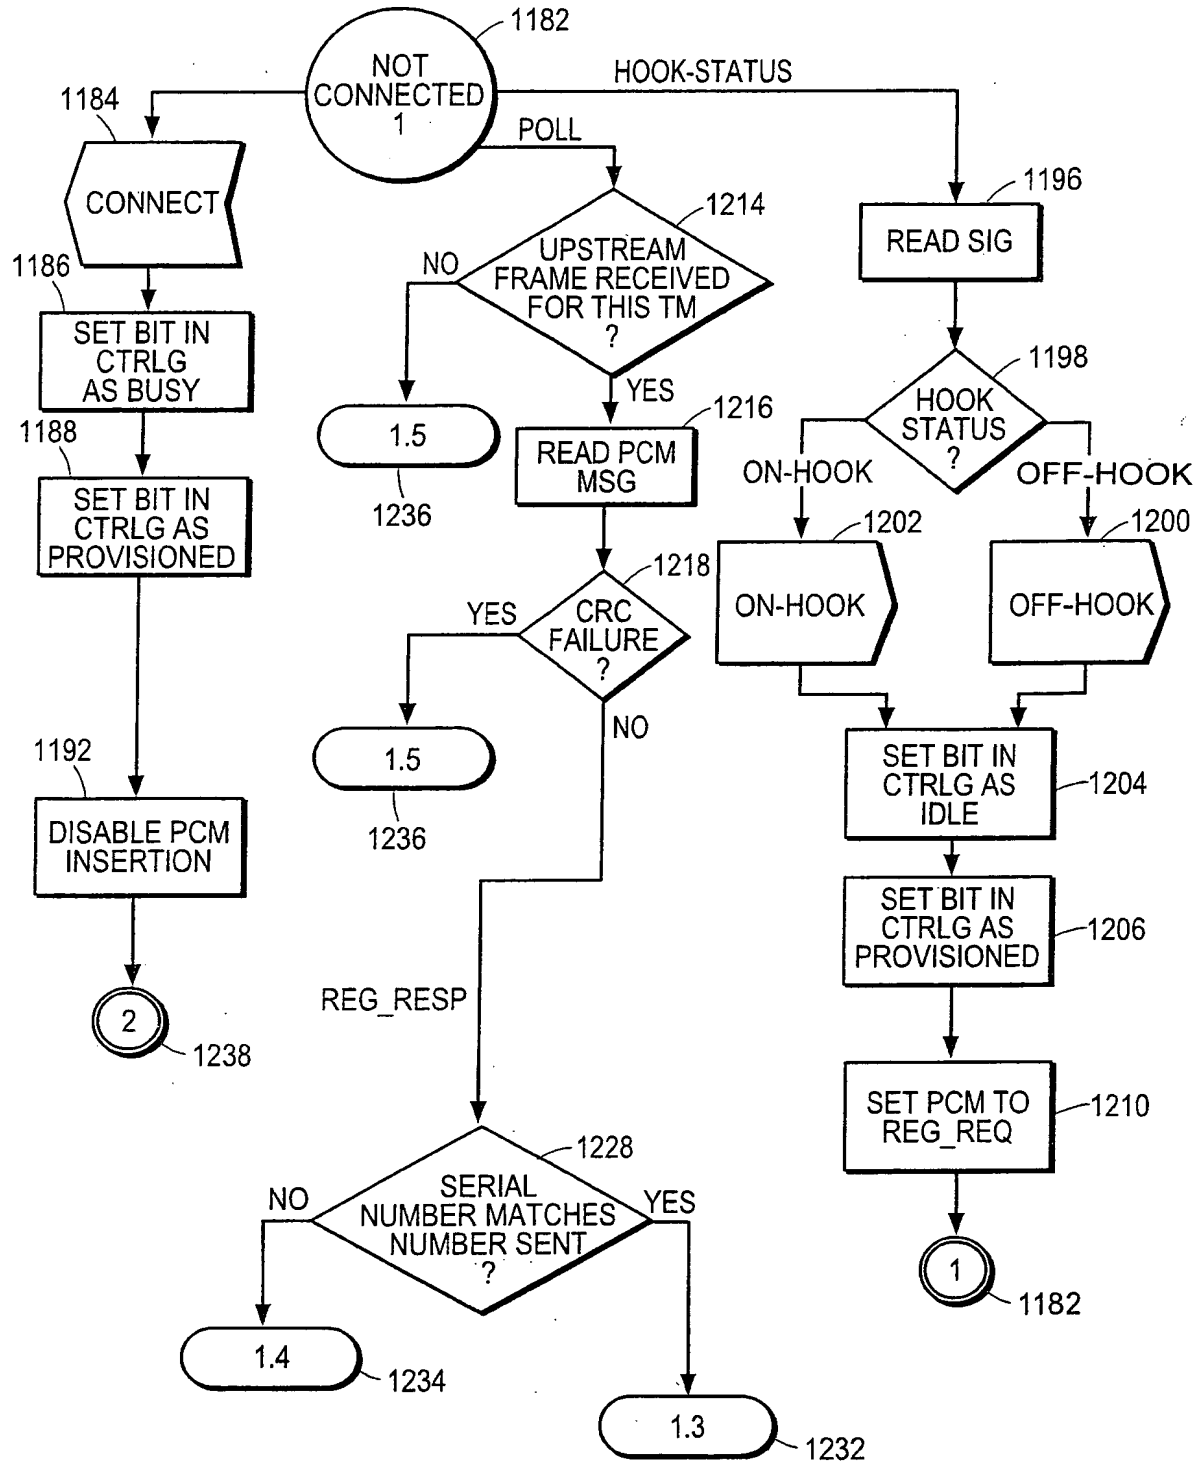 1182
NOT
CONNECTED
1
HOOK-STATUS
POLL
1184
CONNECT
1186
SET BIT IN
CTRLG
AS BUSY
1188
SET BIT IN
CTRLG AS
PROVISIONED
1192
DISABLE PCM
INSERTION
2
1238
1214
UPSTREAM
FRAME RECEIVED
FOR THIS TM
?
NO
YES
1.5
1236
1216
READ PCM
MSG
1218
CRC
FAILURE
?
YES
NO
1.5
1236
REG_RESP
1228
SERIAL
NUMBER MATCHES
NUMBER SENT
?
NO
YES
1.4
1234
1.3
1232
1196
READ SIG
1198
HOOK
STATUS
?
ON-HOOK
OFF-HOOK
1202
ON-HOOK
1200
OFF-HOOK
SET BIT IN
CTRLG AS
IDLE
1204
SET BIT IN
CTRLG AS
PROVISIONED
1206
SET PCM TO
REG_REQ
1210
1
1182